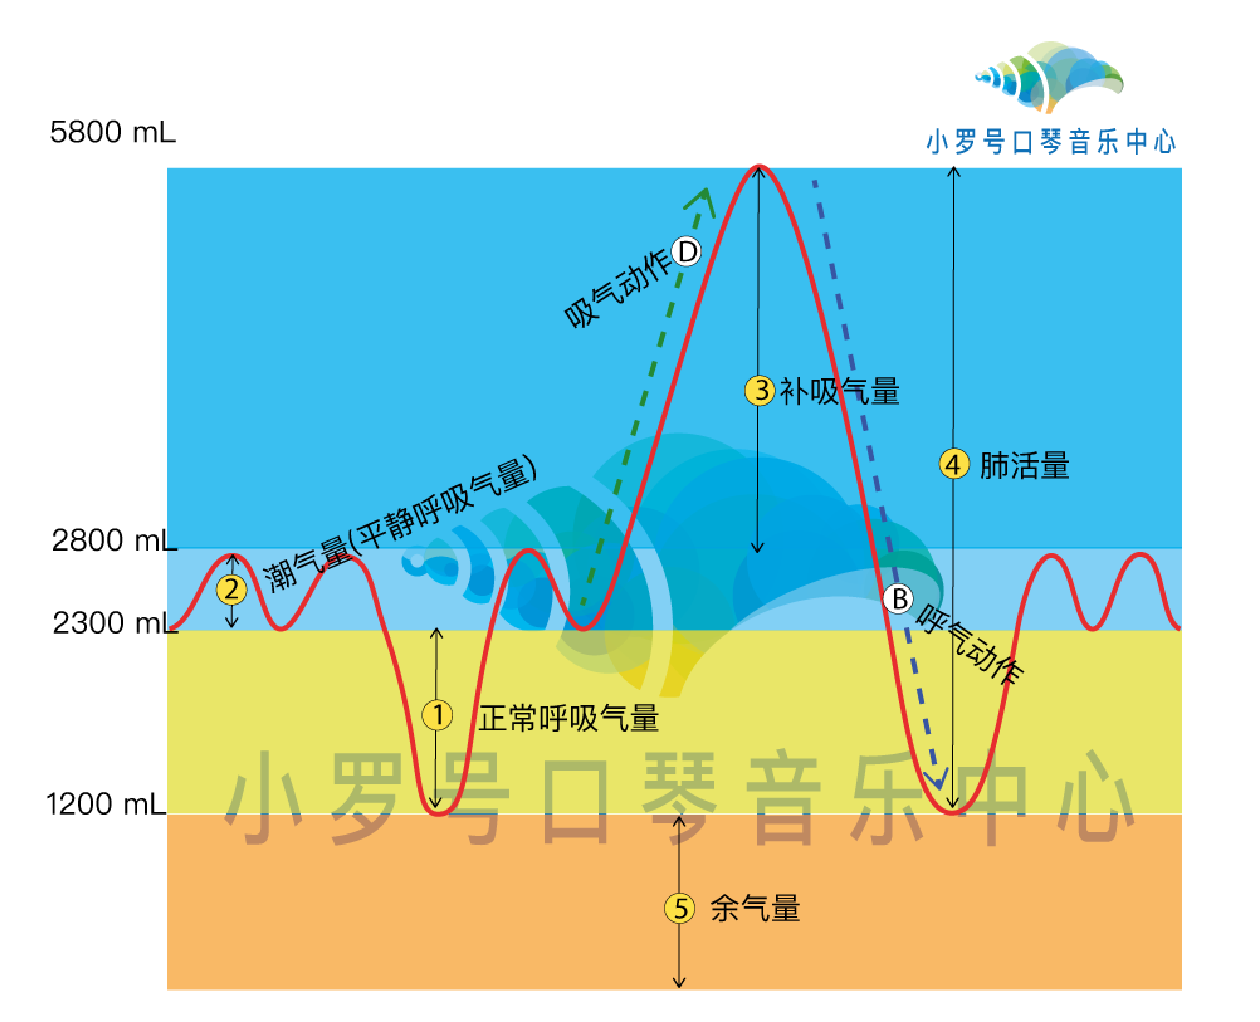 小罗号口琴音乐中心
5800 mL
D
吸气动作
3 补吸气量
4 肺活量
潮气量(平静呼吸气量)
2800 mL
2
B
呼气动作
2300 mL
1 正常呼吸气量
小罗号口琴音乐中心
1200 mL
5 余气量